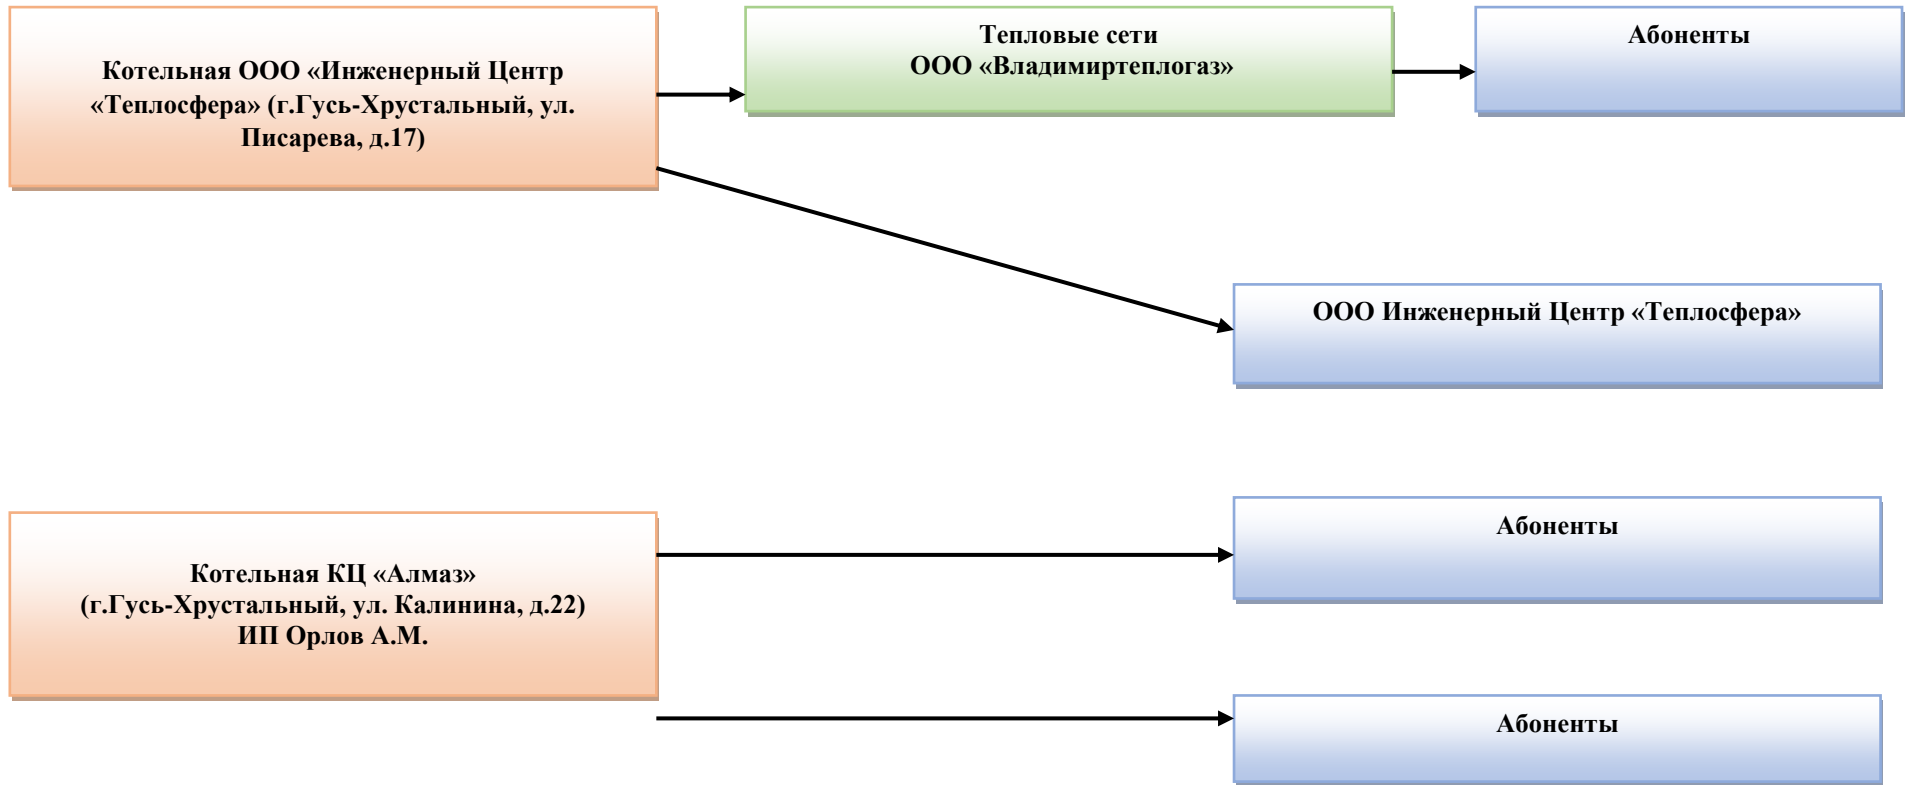 Котельная ООО «Инженерный Центр
«Теплосфера» (г.Гусь-Хрустальный, ул.
Писарева, д.17)
Тепловые сети
ООО «Владимиртеплогаз»
Абоненты
ООО Инженерный Центр «Теплосфера»
Котельная КЦ «Алмаз»
(г.Гусь-Хрустальный, ул. Калинина, д.22)
ИП Орлов А.М.
Абоненты
Абоненты